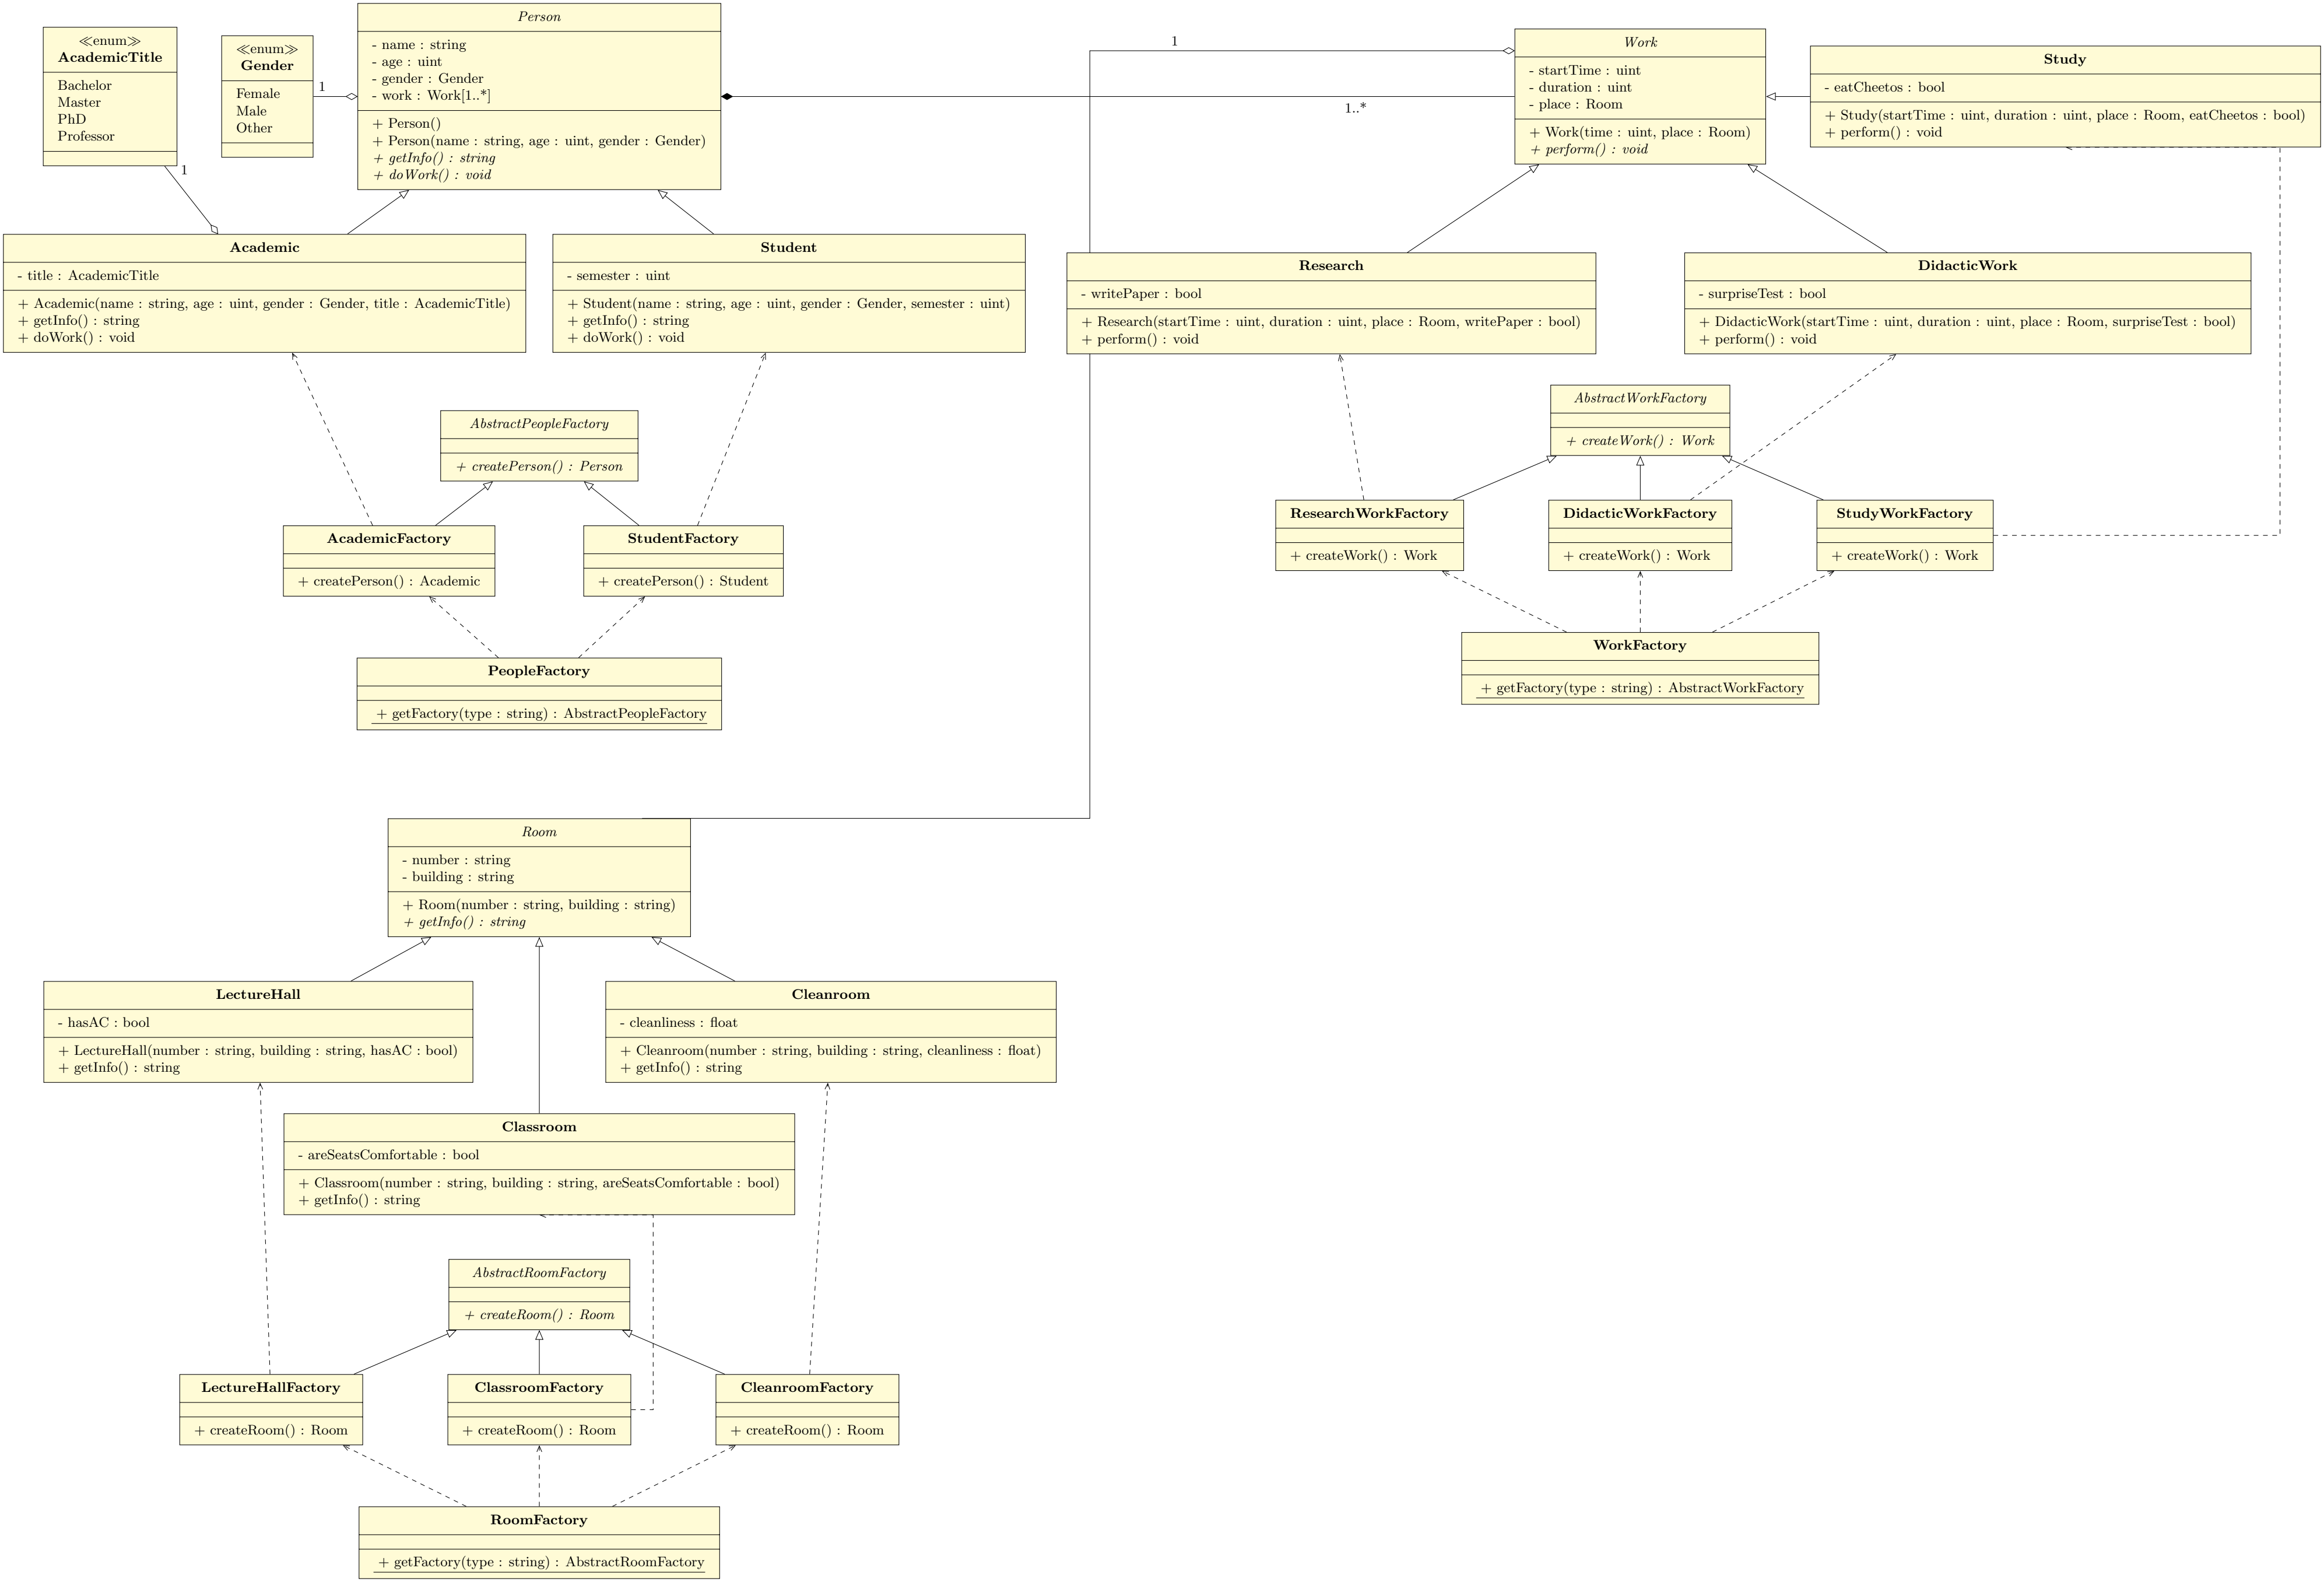 ≪enum≫
AcademicTitle
Bachelor
Master
PhD
Professor
1
≪enum≫
Gender
Female
Male
Other
1
Person
- name : string
- age : uint
- gender : Gender
- work : Work[1..*]
+ Person()
+ Person(name : string, age : uint, gender : Gender)
+ getInfo() : string
+ doWork() : void
1
1..*
Work
- startTime : uint
- duration : uint
- place : Room
+ Work(time : uint, place : Room)
+ perform() : void
Study
- eatCheetos : bool
+ Study(startTime : uint, duration : uint, place : Room, eatCheetos : bool)
+ perform() : void
Academic
- title : AcademicTitle
+ Academic(name : string, age : uint, gender : Gender, title : AcademicTitle)
+ getInfo() : string
+ doWork() : void
Student
- semester : uint
+ Student(name : string, age : uint, gender : Gender, semester : uint)
+ getInfo() : string
+ doWork() : void
Research
- writePaper : bool
+ Research(startTime : uint, duration : uint, place : Room, writePaper : bool)
+ perform() : void
DidacticWork
- surpriseTest : bool
+ DidacticWork(startTime : uint, duration : uint, place : Room, surpriseTest : bool)
+ perform() : void
AbstractPeopleFactory
+ createPerson() : Person
AbstractWorkFactory
+ createWork() : Work
AcademicFactory
+ createPerson() : Academic
StudentFactory
+ createPerson() : Student
ResearchWorkFactory
+ createWork() : Work
DidacticWorkFactory
+ createWork() : Work
StudyWorkFactory
+ createWork() : Work
PeopleFactory
+ getFactory(type : string) : AbstractPeopleFactory
WorkFactory
+ getFactory(type : string) : AbstractWorkFactory
Room
- number : string
- building : string
+ Room(number : string, building : string)
+ getInfo() : string
LectureHall
- hasAC : bool
+ LectureHall(number : string, building : string, hasAC : bool)
+ getInfo() : string
Cleanroom
- cleanliness : float
+ Cleanroom(number : string, building : string, cleanliness : float)
+ getInfo() : string
Classroom
- areSeatsComfortable : bool
+ Classroom(number : string, building : string, areSeatsComfortable : bool)
+ getInfo() : string
AbstractRoomFactory
+ createRoom() : Room
LectureHallFactory
+ createRoom() : Room
ClassroomFactory
+ createRoom() : Room
CleanroomFactory
+ createRoom() : Room
RoomFactory
+ getFactory(type : string) : AbstractRoomFactory